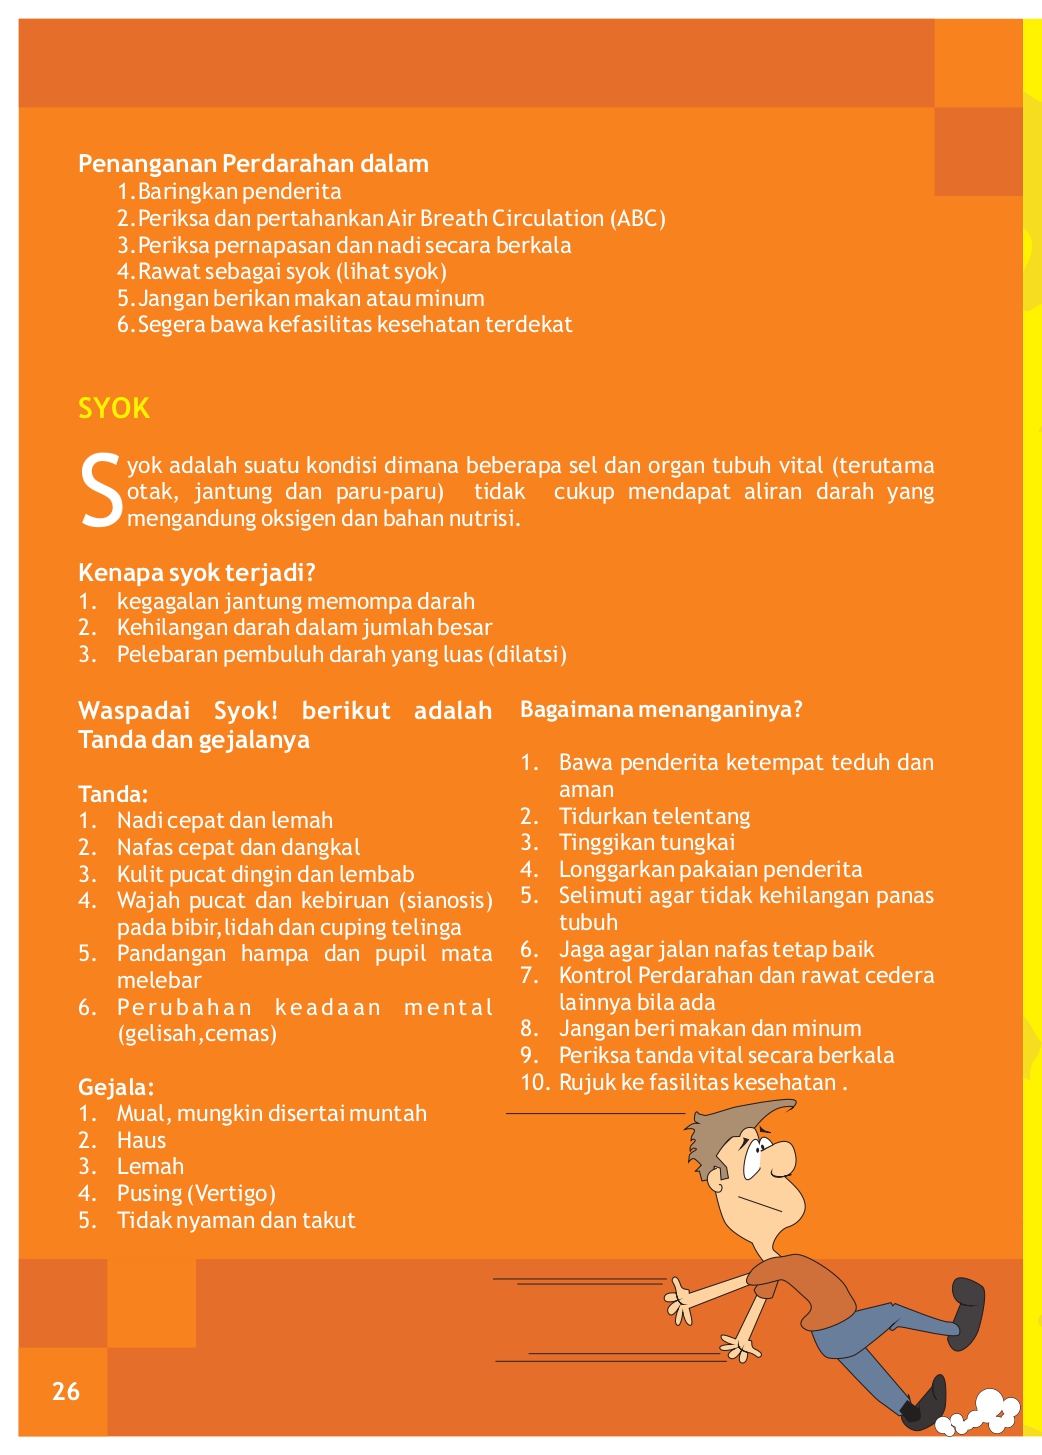 Penanganan Perdarahan dalam
1.Baringkan penderita
2.Periksa dan pertahankan Air Breath Circulation (ABC)
3.Periksa pernapasan dan nadi secara berkala
4.Rawat sebagai syok (lihat syok)
5.Jangan berikan makan atau minum
6.Segera bawa kefasilitas kesehatan terdekat
SYOK
Syok adalah suatu kondisi dimana beberapa sel dan organ tubuh vital (terutama
otak, jantung dan paru-paru) tidak cukup mendapat aliran darah yang
mengandung oksigen dan bahan nutrisi.
Kenapa syok terjadi?
1. kegagalan jantung memompa darah
2. Kehilangan darah dalam jumlah besar
3. Pelebaran pembuluh darah yang luas (dilatsi)
Waspadai Syok! berikut adalah
Tanda dan gejalanya
Tanda:
1. Nadi cepat dan lemah
2. Nafas cepat dan dangkal
3. Kulit pucat dingin dan lembab
4. Wajah pucat dan kebiruan (sianosis)
pada bibir,lidah dan cuping telinga
5. Pandangan hampa dan pupil mata
melebar
6. Perubahan keadaan mental
(gelisah,cemas)
Gejala:
1. Mual, mungkin disertai muntah
2. Haus
3. Lemah
4. Pusing (Vertigo)
5. Tidak nyaman dan takut
Bagaimana menanganinya?
1. Bawa penderita ketempat teduh dan
aman
2. Tidurkan telentang
3. Tinggikan tungkai
4. Longgarkan pakaian penderita
5. Selimuti agar tidak kehilangan panas
tubuh
6. Jaga agar jalan nafas tetap baik
7. Kontrol Perdarahan dan rawat cedera
lainnya bila ada
8. Jangan beri makan dan minum
9. Periksa tanda vital secara berkala
10. Rujuk ke fasilitas kesehatan .
26